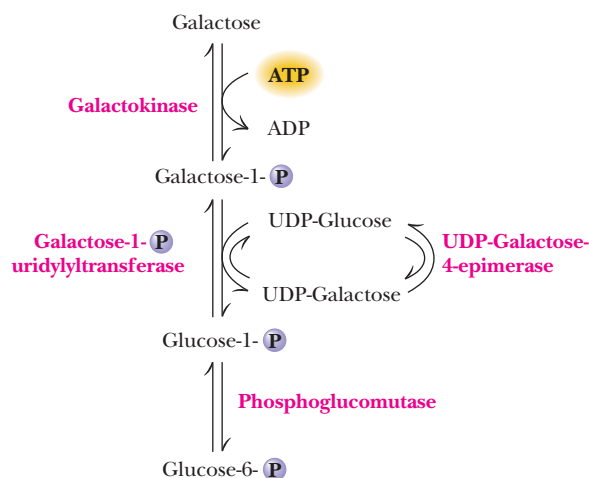 Galactose
ATP
Galactokinase
ADP
Galactose-1- P
UDP-Glucose
Galactose-1- P
uridylyltransferase
UDP-Galactose-
4-epimerase
UDP-Galactose
Glucose-1- P
Phosphoglucomutase
Glucose-6- P